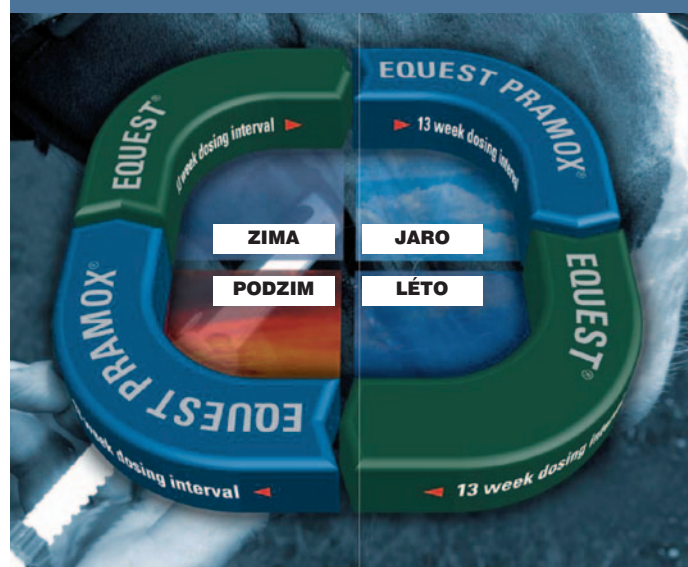 EQUEST®
week dosing interval
EQUEST PRAMOX®
13 week dosing interval
ZIMA
JARO
PODZIM
LÉTO
EQUEST PRAMOX®
week dosing interval
EQUEST®
13 week dosing